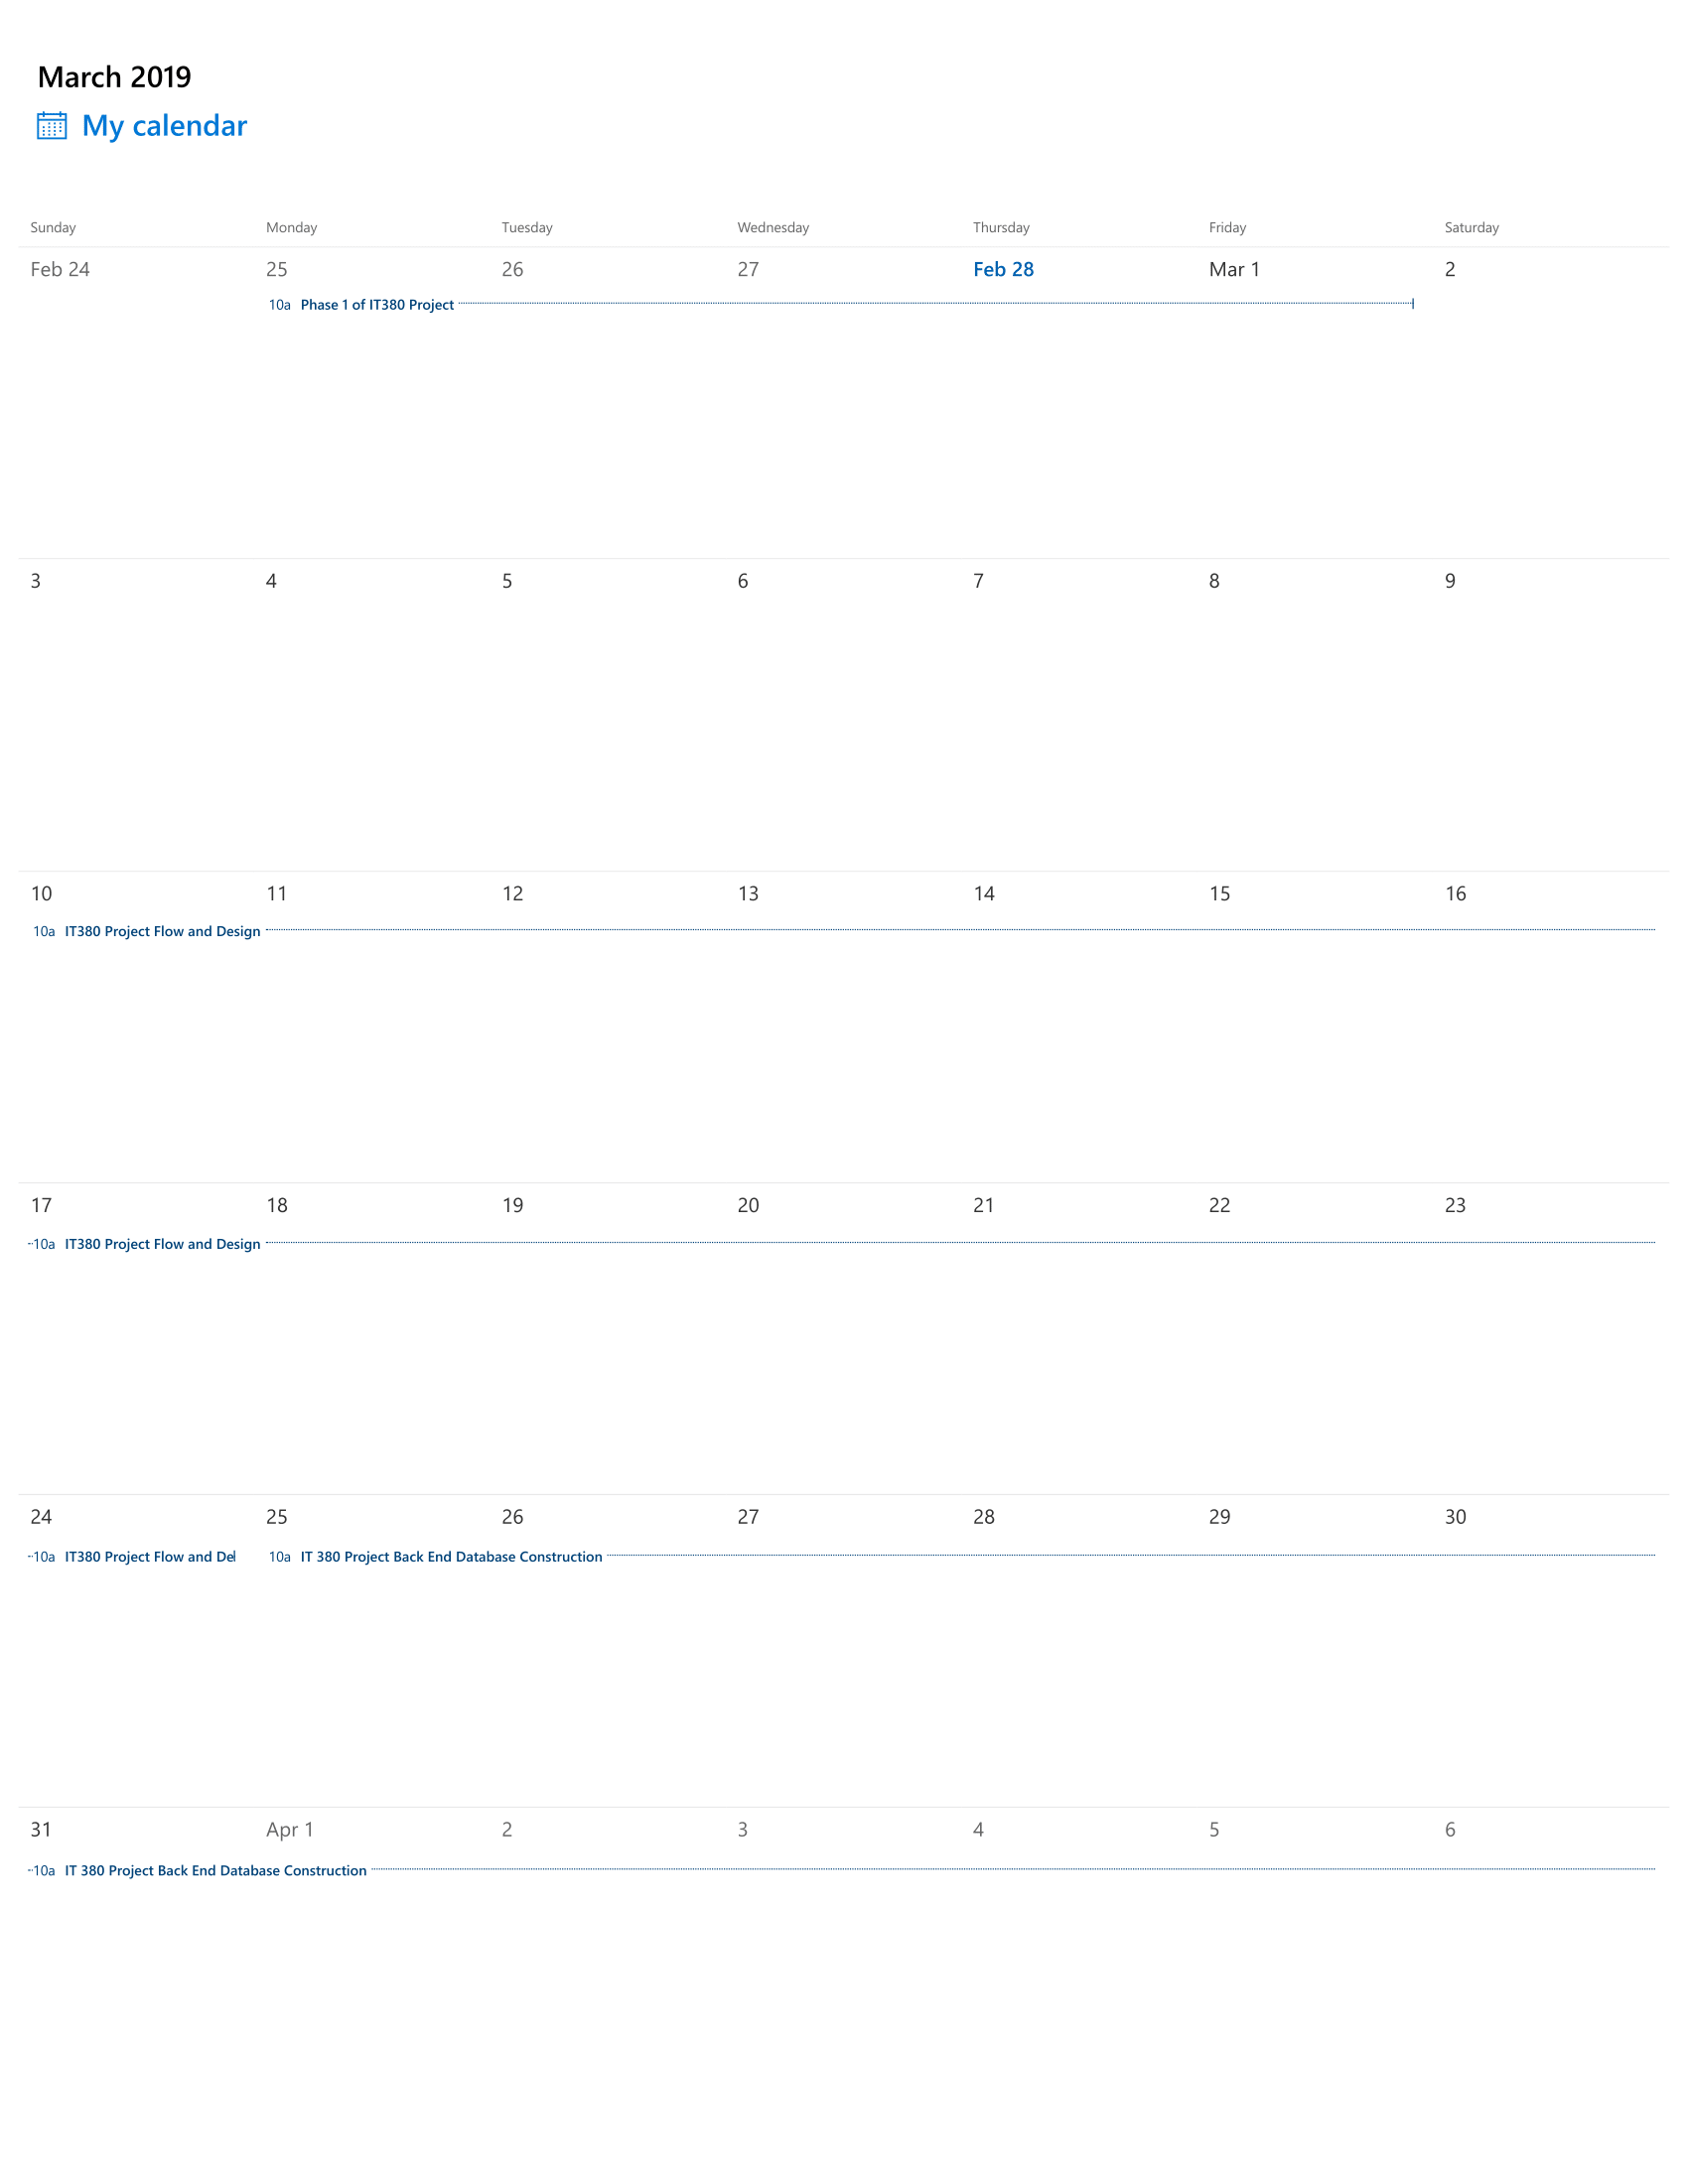 March 2019
My calendar
Sunday Monday Tuesday Wednesday Thursday Friday Saturday
Feb 24 25 26 27 Feb 28 Mar 1 2
10a Phase 1 of IT380 Project
3 4 5 6 7 8 9
10 11 12 13 14 15 16
10a IT380 Project Flow and Design
17 18 19 20 21 22 23
10a IT380 Project Flow and Design
24 25 26 27 28 29 30
10a IT380 Project Flow and De 10a IT 380 Project Back End Database Construction
31 Apr 1 2 3 4 5 6
10a IT 380 Project Back End Database Construction